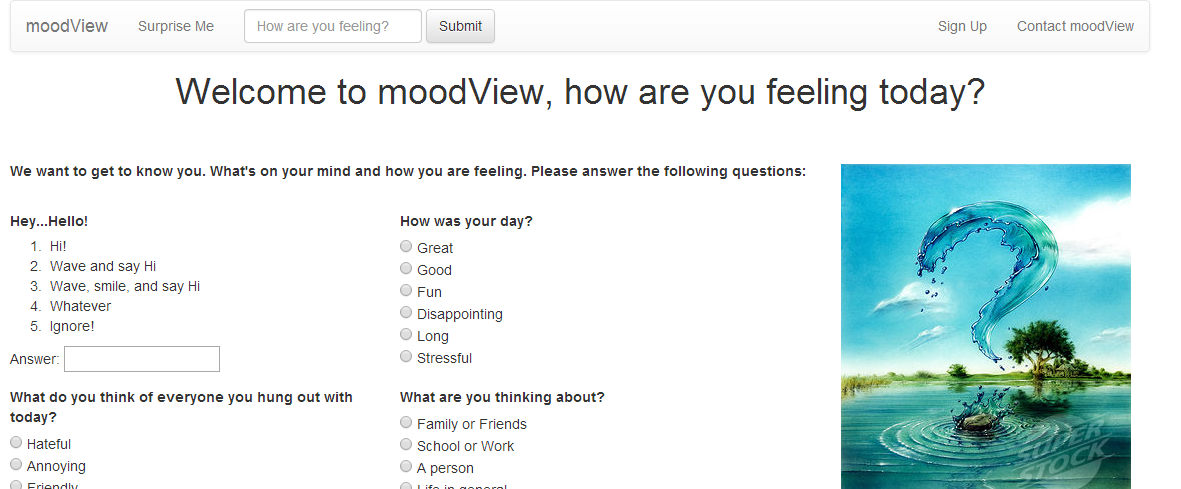 moodView Surprise Me How are you feeling? Submit Sign Up Contact moodView
Welcome to moodView, how are you feeling today?
We want to get to know you. What's on your mind and how you are feeling. Please answer the following questions:
Hey...Hello!
1. Hi!
2. Wave and say Hi
3. Wave, smile, and say Hi
4. Whatever
5. Ignore!
Answer:
How was your day?
Great
Good
Fun
Disappointing
Long
Stressful
What do you think of everyone you hung out with
today?
Hateful
Annoying
Friendly
What are you thinking about?
Family or Friends
School or Work
A person
Life in general
SUPER
STOCK